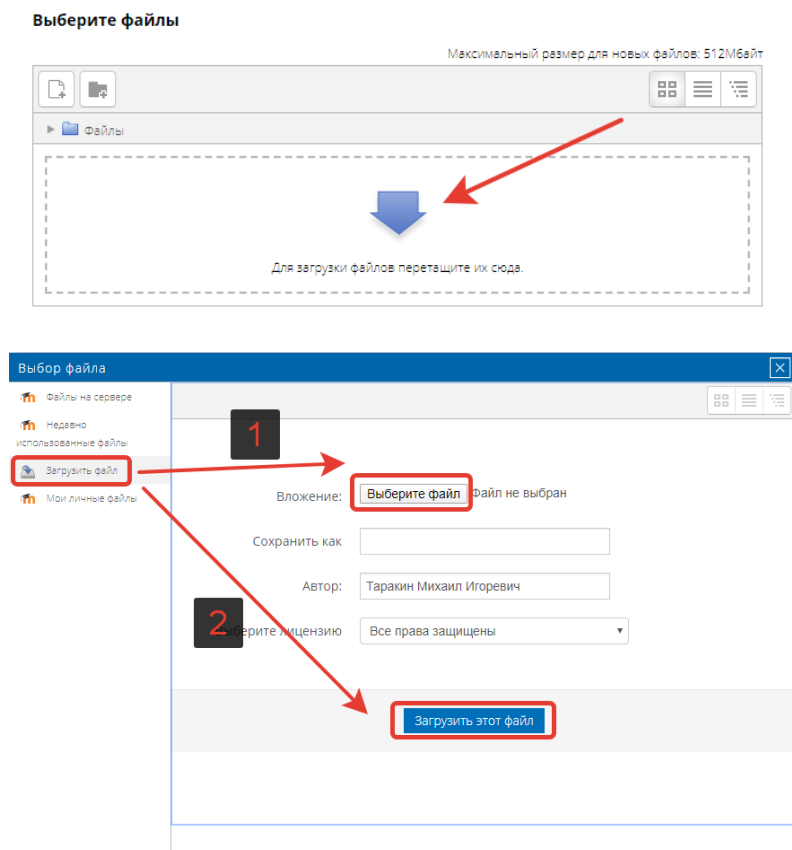 Выберите файлы
Максимальный размер для новых файлов: 512Мбайт
Файлы
Для загрузки файлов перетащите их сюда.
Выбор файла
Файлы на сервере
Недавно
использованные файлы
Загрузить файл
Мои личные файлы
1
Вложение: Выберите файл Файл не выбран
Сохранить как
Автор: Таракин Михаил Игоревич
2
лицензию Все права защищены
Загрузить этот файл